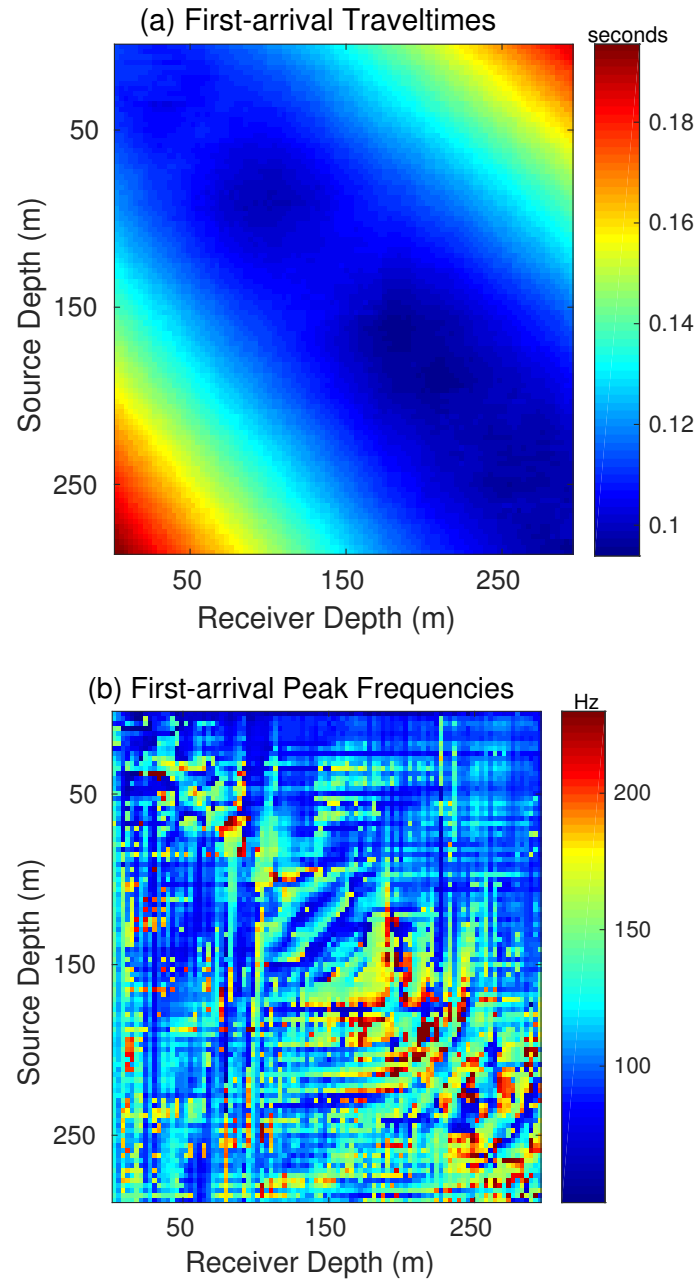 (a) First-arrival Traveltimes
seconds
50
150
250
Source Depth (m)
50 150 250
Receiver Depth (m)
0.18
0.16
0.14
0.12
0.1
(b) First-arrival Peak Frequencies
Hz
50
150
250
Source Depth (m)
50 150 250
Receiver Depth (m)
200
150
100